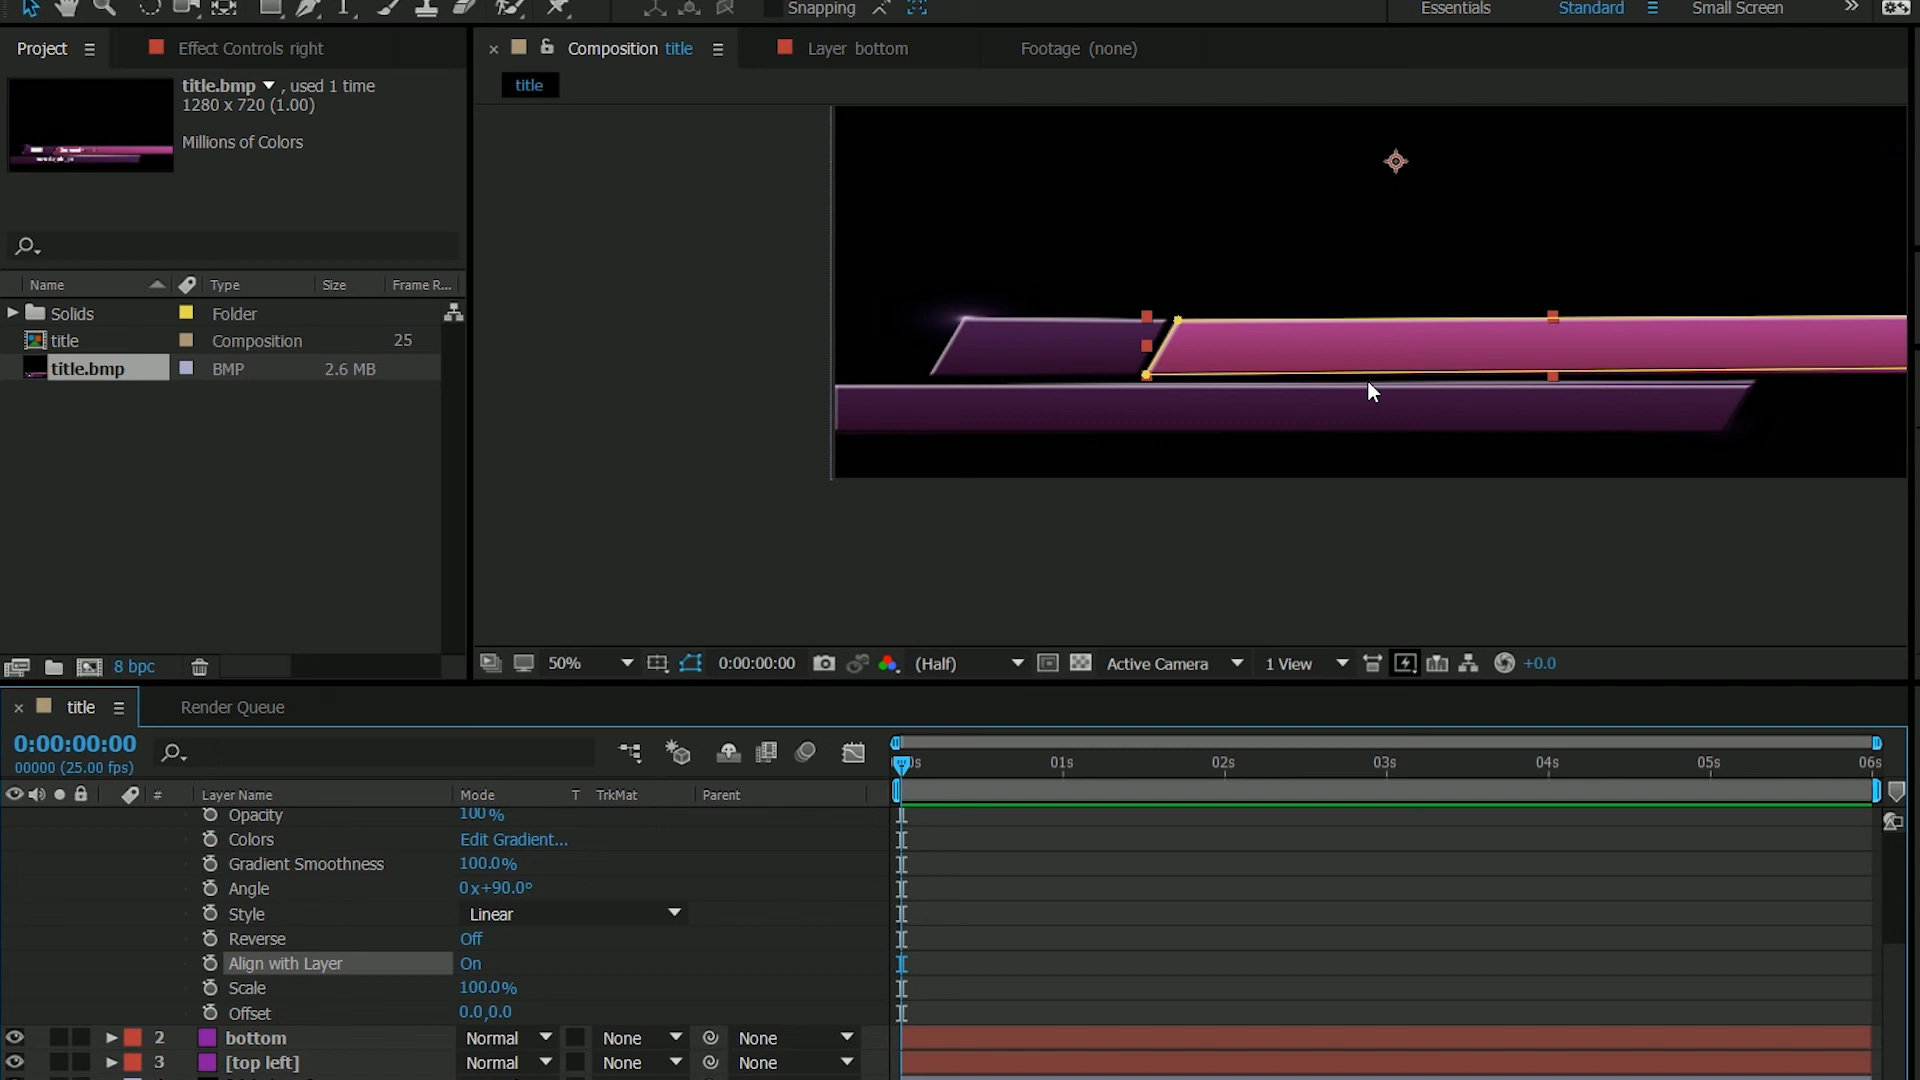 Snapping
Essentials
Standard
Small Screen
Project
Effect Controls right
Composition title
Layer bottom
Footage (none)
title.bmp , used 1 time
1280 x 720 (1.00)
Millions of Colors
title
Name
Type
Size
Frame R...
Solids
Folder
title
Composition
25
title.bmp
BMP
2.6 MB
8 bpc
50%
0:00:00:00
(Half)
Active Camera
1 View
+0.0
title
Render Queue
0:00:00:00
00000 (25.00 fps)
0s
01s
02s
03s
04s
05s
06s
#
Layer Name
Mode
T
TrkMat
Parent
Opacity
100%
Colors
Edit Gradient...
Gradient Smoothness
100.0%
Angle
0x+90.0°
Style
Linear
Reverse
Off
Align with Layer
On
Scale
100.0%
Offset
0.0,0.0
2
bottom
Normal
None
None
3
[top left]
Normal
None
None